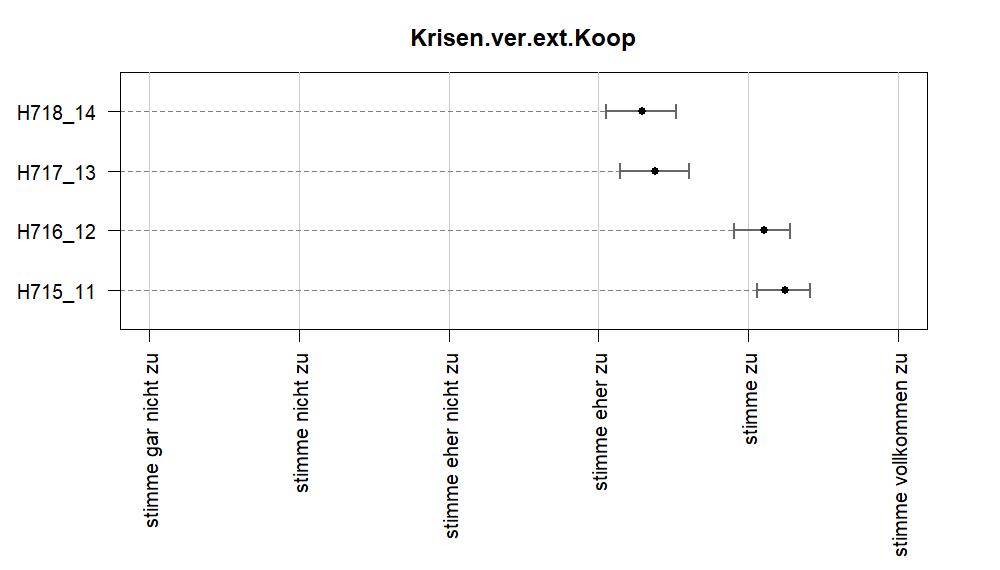 Krisen.ver.ext.Koop
H718_14
H717_13
H716_12
H715_11
stimme gar nicht zu
stimme nicht zu
stimme eher nicht zu
stimme eher zu
stimme zu
stimme vollkommen zu